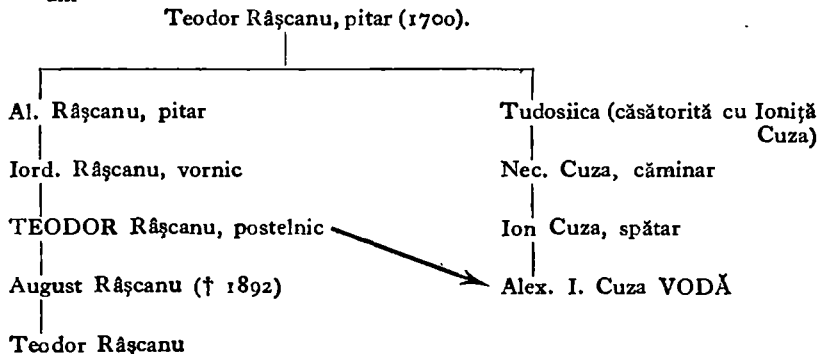 Teodor Râşcanu, pitar (1700).
Al. Râşcanu, pitar
Tudosiica (căsătorită cu Ioniţă
Cuza)
Iord. Râşcanu, vornic
Nec. Cuza, căminar
TEODOR Râşcanu, postelnic
Ion Cuza, spătar
August Râşcanu († 1892)
Alex. I. Cuza VODĂ
Teodor Râşcanu